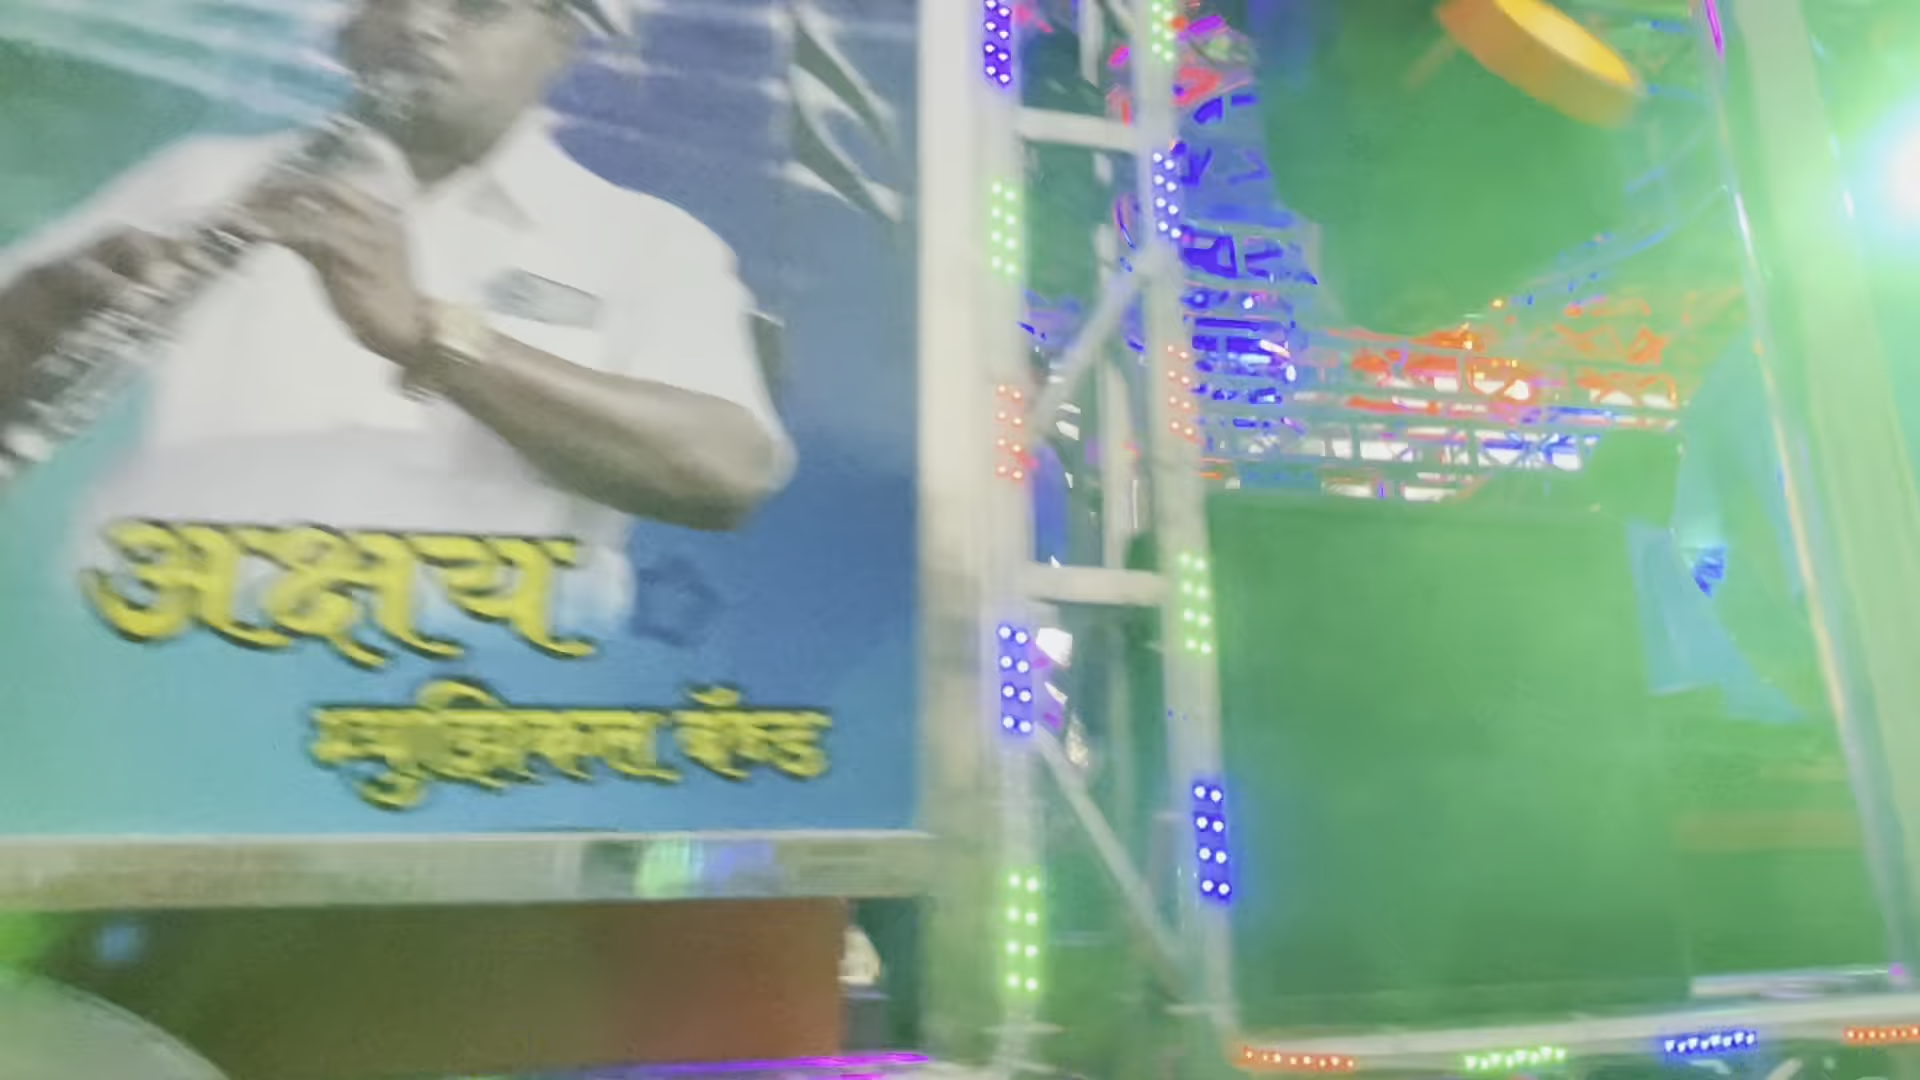 अक्षय
म्युझिकल बॅण्ड